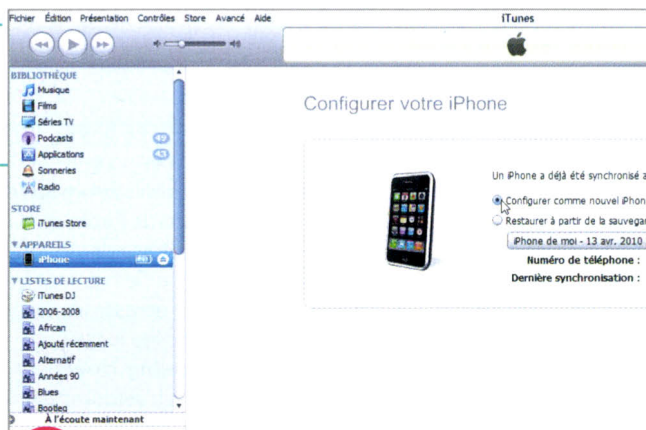 Fichier Édition Présentation Contrôles Store Avancé Aide
iTunes
BIBLIOTHÈQUE
Musique
Films
Séries TV
Podcasts
Applications
Sonneries
Radio
STORE
iTunes Store
APPAREILS
iPhone
LISTES DE LECTURE
iTunes DJ
2006-2008
African
Ajouté récemment
Alternatif
Années 90
Blues
Bootleg
À l'écoute maintenant
Configurer votre iPhone
Un iPhone a déjà été synchronisé a
Configurer comme nouvel iPhon
Restaurer à partir de la sauvegar
iPhone de moi - 13 avr. 2010
Numéro de téléphone :
Dernière synchronisation :